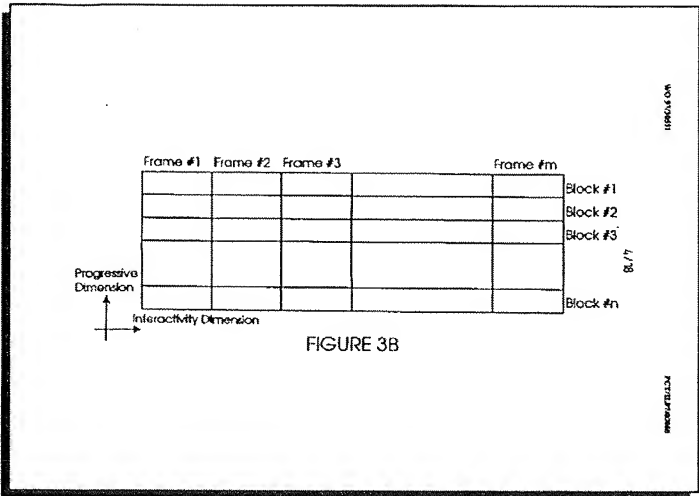 Frame #1 Frame #2 Frame #3 Frame #m
Block #1
Block #2
Block #3
Block #n
Progressive
Dimension
Interactivity Dimension
FIGURE 3B
4/18